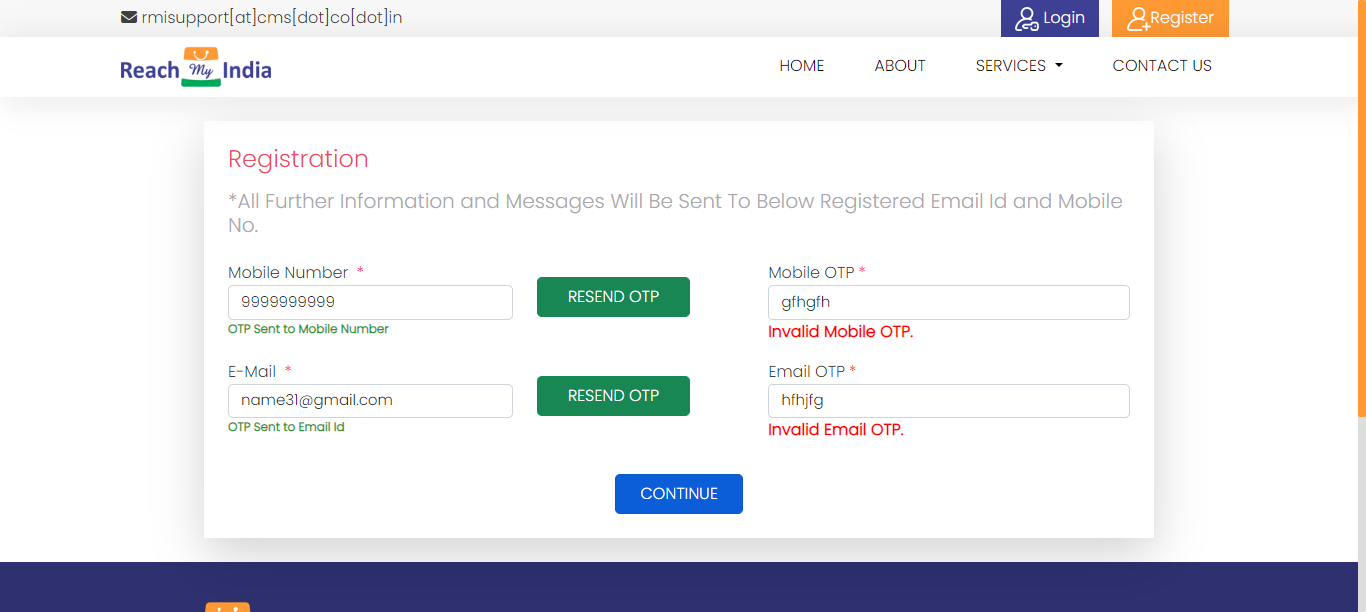 rmisupport[at]cms[dot]co[dot]in
Login
Register
Reach My India
HOME
ABOUT
SERVICES
CONTACT US
Registration
*All Further Information and Messages Will Be Sent To Below Registered Email Id and Mobile
No.
Mobile Number *
Mobile OTP *
9999999999
RESEND OTP
gfhgfh
OTP Sent to Mobile Number
Invalid Mobile OTP.
E-Mail *
Email OTP *
name31@gmail.com
RESEND OTP
hfhjfg
OTP Sent to Email Id
Invalid Email OTP.
CONTINUE